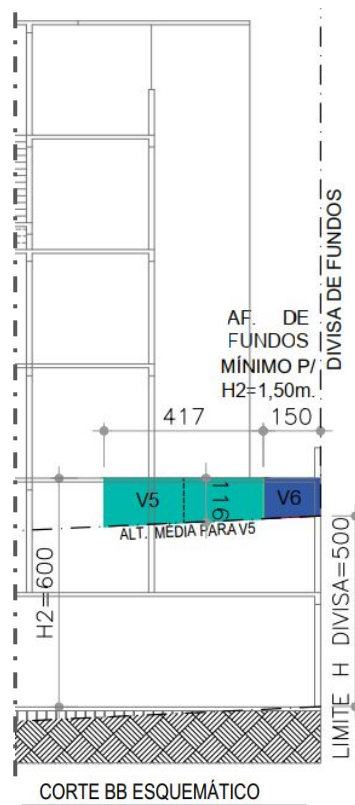 DIVISA DE FUNDOS
AF. DE
FUNDOS
MÍNIMO P/
H2=1,50m.
417
150
V5
116
V6
ALT. MÉDIA PARA V5
H2=600
LIMITE H DIVISA=500
CORTE BB ESQUEMÁTICO